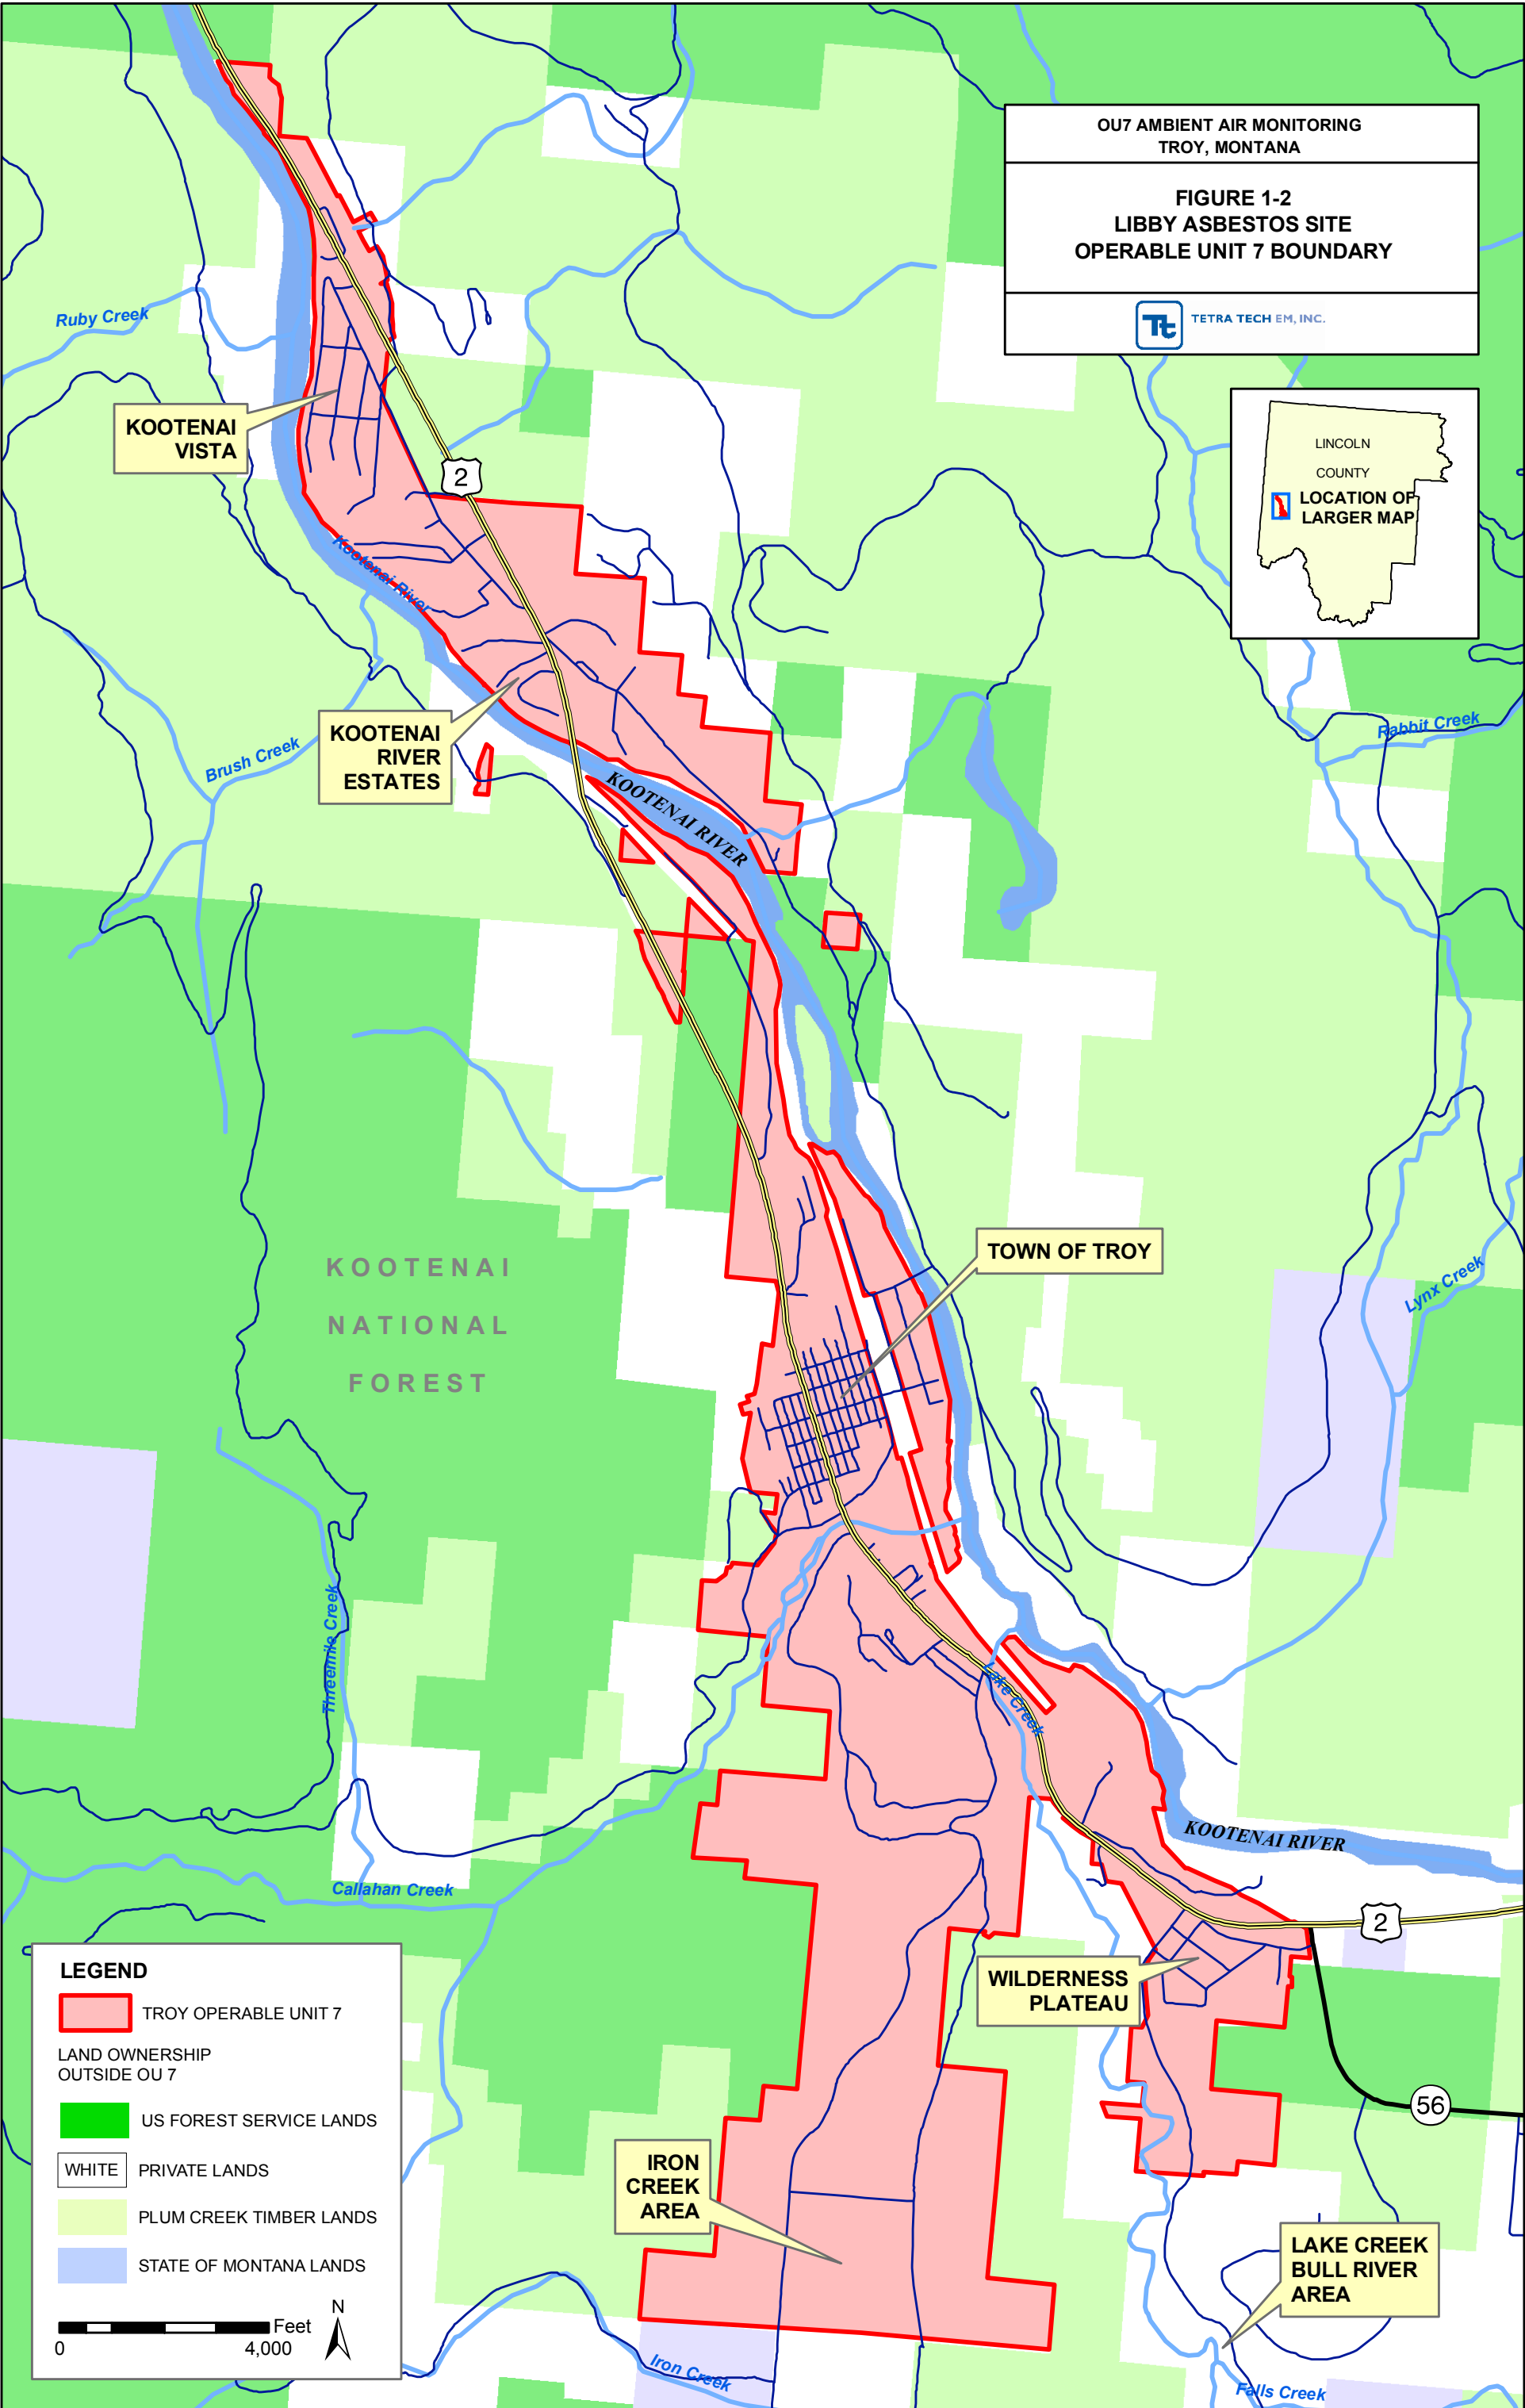 OU7 AMBIENT AIR MONITORING
TROY, MONTANA
FIGURE 1-2
LIBBY ASBESTOS SITE
OPERABLE UNIT 7 BOUNDARY
Tt TETRA TECH EM, INC.
LINCOLN
COUNTY
LOCATION OF
LARGER MAP
Ruby Creek
KOOTENAI
VISTA
2
Kootenai River
KOOTENAI
RIVER
ESTATES
Brush Creek
KOOTENAI RIVER
Rabbit Creek
TOWN OF TROY
KOOTENAI
NATIONAL
FOREST
Lynx Creek
Threemile Creek
Lake Creek
KOOTENAI RIVER
Callahan Creek
2
WILDERNESS
PLATEAU
56
IRON
CREEK
AREA
LAKE CREEK
BULL RIVER
AREA
Iron Creek
Falls Creek
LEGEND
TROY OPERABLE UNIT 7
LAND OWNERSHIP
OUTSIDE OU 7
US FOREST SERVICE LANDS
WHITE PRIVATE LANDS
PLUM CREEK TIMBER LANDS
STATE OF MONTANA LANDS
N
Feet
0 4,000